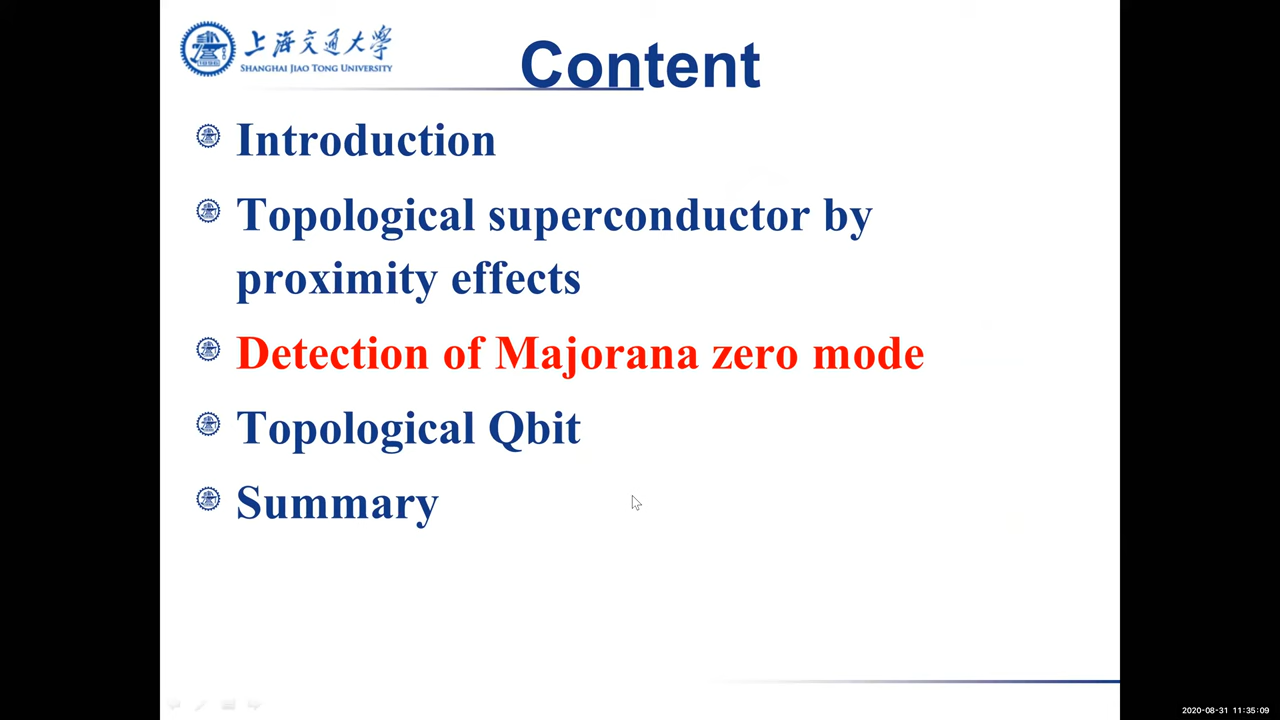 上海交通大学
SHANGHAI JIAO TONG UNIVERSITY
Content
Introduction
Topological superconductor by
proximity effects
Detection of Majorana zero mode
Topological Qbit
Summary
2020-08-31 11:35:09